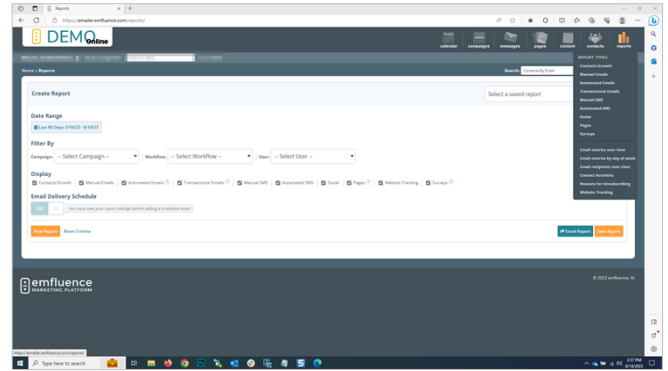 Reports
https://emailer.emfluence.com/reports/
DEMO
Online
calendar campaigns messages pages content contacts reports
Home > Reports
Search: Contacts By Email
REPORT TYPES
Contacts Growth
Manual Emails
Automated Emails
Transactional Emails
Manual SMS
Automated SMS
Social
Pages
Surveys
Email metrics over time
Email metrics by day of week
Email recipients over time
Contact Activities
Reasons for Unsubscribing
Website Tracking
Create Report
Select a saved report
Date Range
Last 90 Days: 5/16/23 - 8/14/23
Filter By
Campaign: -- Select Campaign -- Workflow: -- Select Workflow -- User: -- Select User --
Display
Contacts Growth Manual Emails Automated Emails Transactional Emails Manual SMS Automated SMS Social Pages Website Tracking Surveys
Email Delivery Schedule
You must save your report settings before adding a scheduled email
View Report Reset Criteria Email Report Save Report
emfluence
MARKETING PLATFORM
© 2023 emfluence, llc
https://emailer.emfluence.com/reports/
Type here to search
2:37 PM
8/14/2023